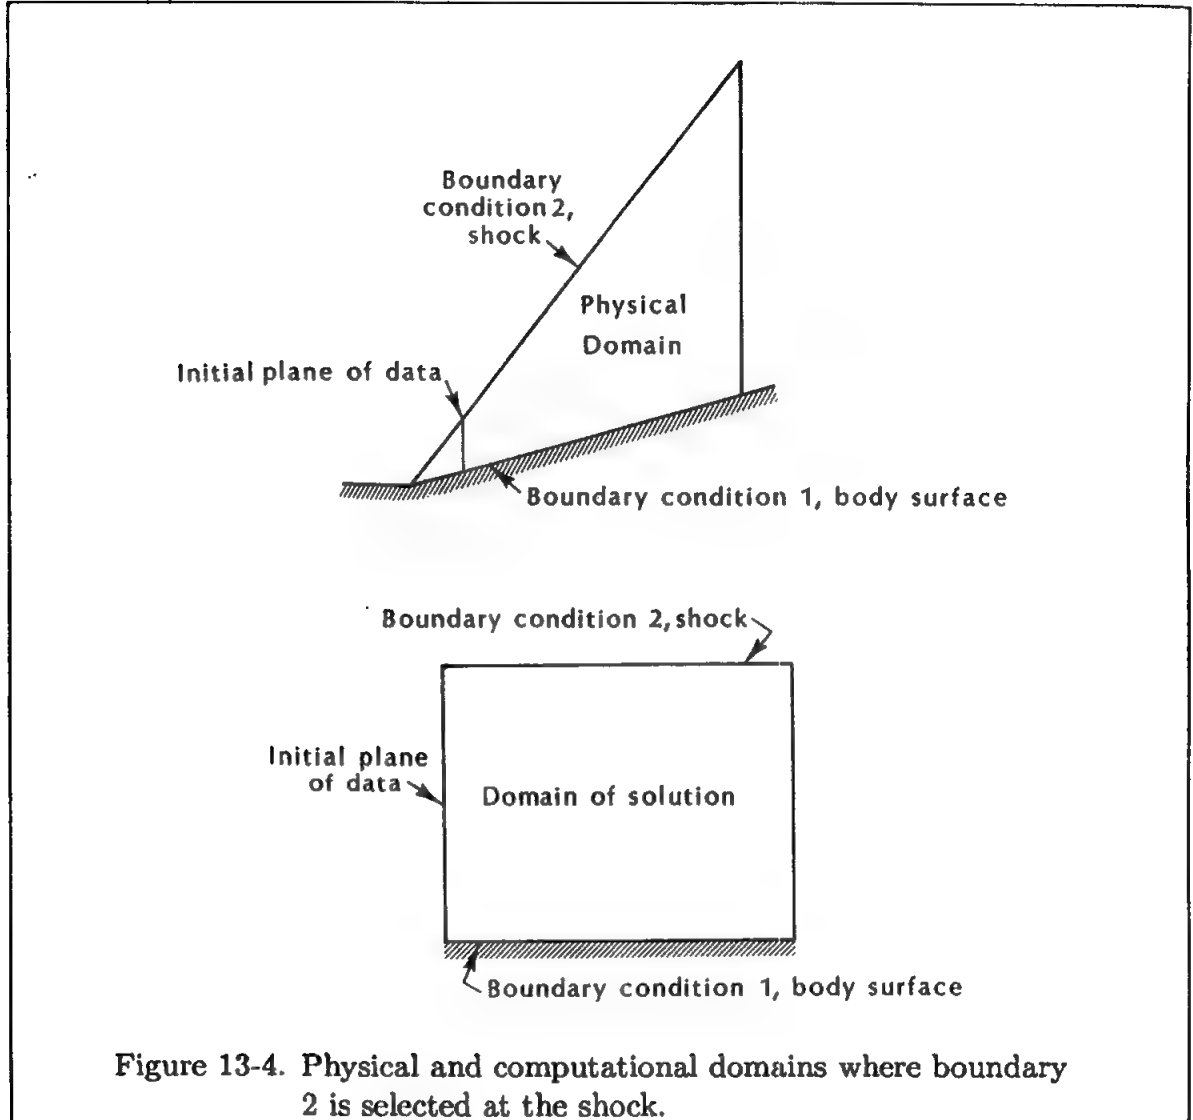 Boundary
condition 2,
shock
Physical
Domain
Initial plane of data
Boundary condition 1, body surface
Boundary condition 2, shock
Initial plane
of data
Domain of solution
Boundary condition 1, body surface
Figure 13-4. Physical and computational domains where boundary
2 is selected at the shock.